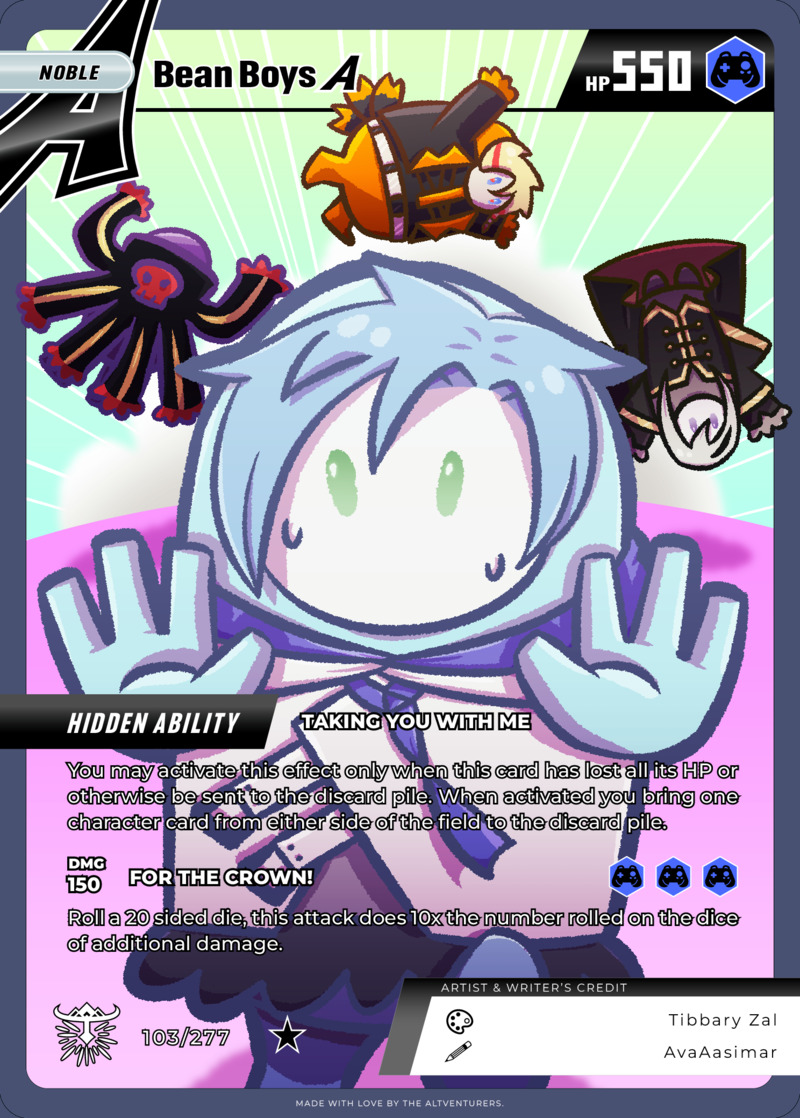 NOBLE
Bean Boys A
HP 550
HIDDEN ABILITY
TAKING YOU WITH ME
You may activate this effect only when this card has lost all its HP or
otherwise be sent to the discard pile. When activated you bring one
character card from either side of the field to the discard pile.
DMG
150
FOR THE CROWN!
Roll a 20 sided die, this attack does 10x the number rolled on the dice
of additional damage.
103/277
ARTIST & WRITER'S CREDIT
Tibbary Zal
AvaAasimar
MADE WITH LOVE BY THE ALTVENTURERS.